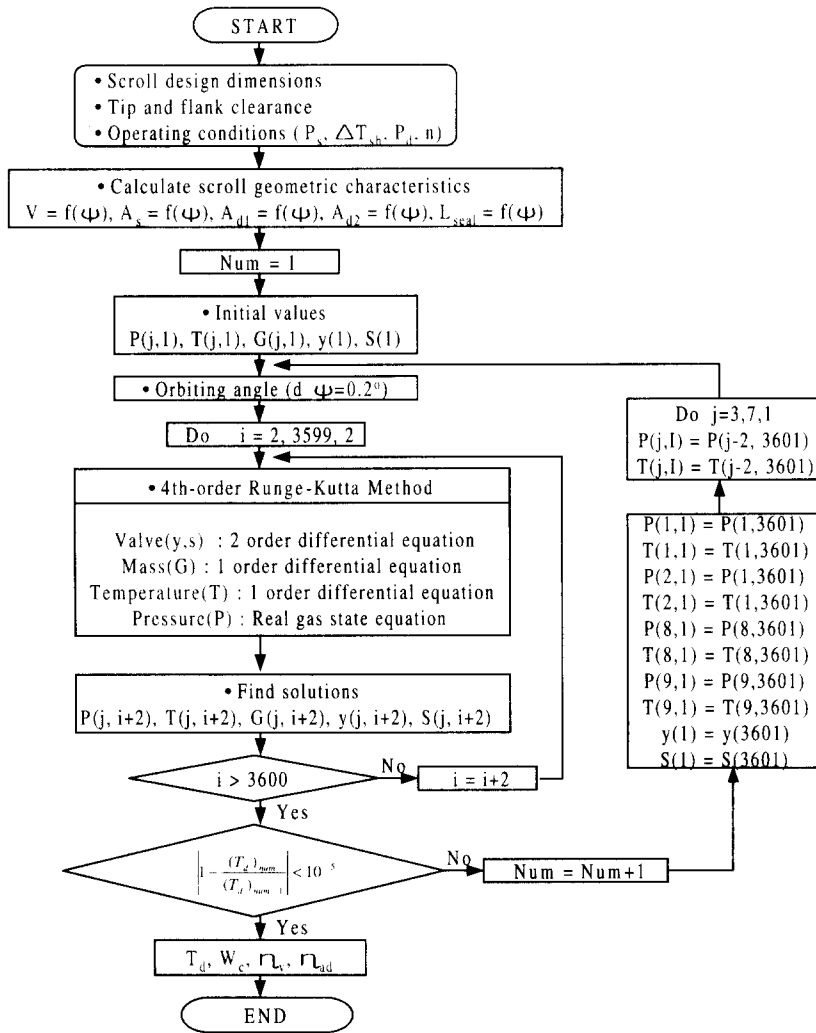 START
• Scroll design dimensions
• Tip and flank clearance
• Operating conditions ( P_s, ΔT_sh, P_d, n)
• Calculate scroll geometric characteristics
V = f(ψ), A_s = f(ψ), A_d1 = f(ψ), A_d2 = f(ψ), L_seal = f(ψ)
Num = 1
• Initial values
P(j,1), T(j,1), G(j,1), y(1), S(1)
• Orbiting angle (d ψ=0.2°)
Do i = 2, 3599, 2
• 4th-order Runge-Kutta Method
Valve(y,s) : 2 order differential equation
Mass(G) : 1 order differential equation
Temperature(T) : 1 order differential equation
Pressure(P) : Real gas state equation
• Find solutions
P(j, i+2), T(j, i+2), G(j, i+2), y(j, i+2), S(j, i+2)
i > 3600
No
i = i+2
Yes
|1 - (T_d)_num / (T_d)_num-1| < 10^-5
No
Num = Num+1
Yes
T_d, W_c, η_v, η_ad
END
Do j=3,7,1
P(j,I) = P(j-2, 3601)
T(j,I) = T(j-2, 3601)
P(1,1) = P(1,3601)
T(1,1) = T(1,3601)
P(2,1) = P(1,3601)
T(2,1) = T(1,3601)
P(8,1) = P(8,3601)
T(8,1) = T(8,3601)
P(9,1) = P(9,3601)
T(9,1) = T(9,3601)
y(1) = y(3601)
S(1) = S(3601)